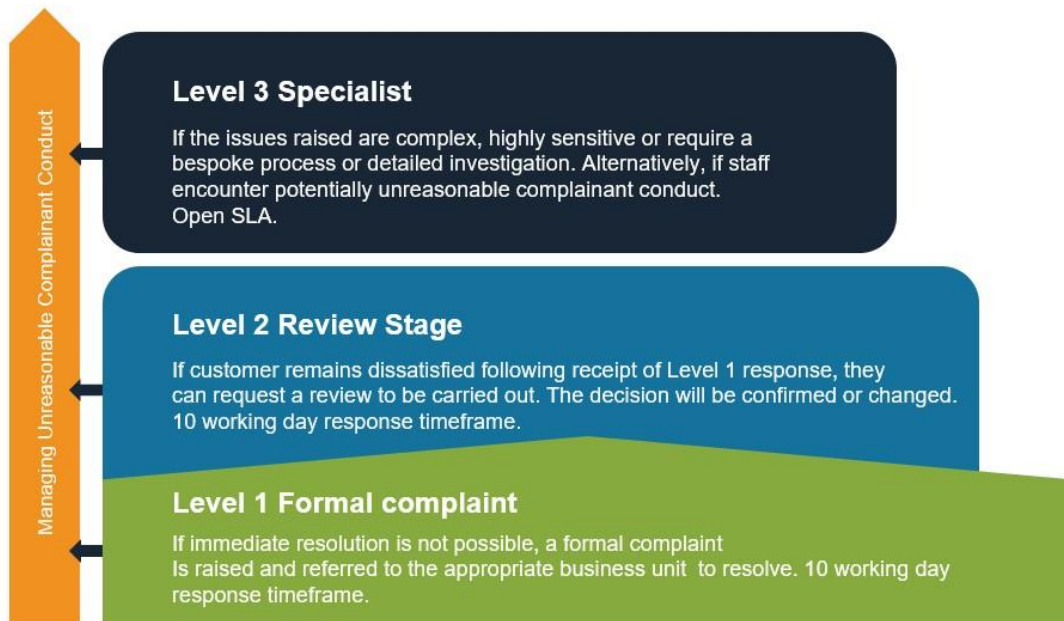 Managing Unreasonable Complainant Conduct
Level 3 Specialist
If the issues raised are complex, highly sensitive or require a
bespoke process or detailed investigation. Alternatively, if staff
encounter potentially unreasonable complainant conduct.
Open SLA.
Level 2 Review Stage
If customer remains dissatisfied following receipt of Level 1 response, they
can request a review to be carried out. The decision will be confirmed or changed.
10 working day response timeframe.
Level 1 Formal complaint
If immediate resolution is not possible, a formal complaint
Is raised and referred to the appropriate business unit  to resolve. 10 working day
response timeframe.